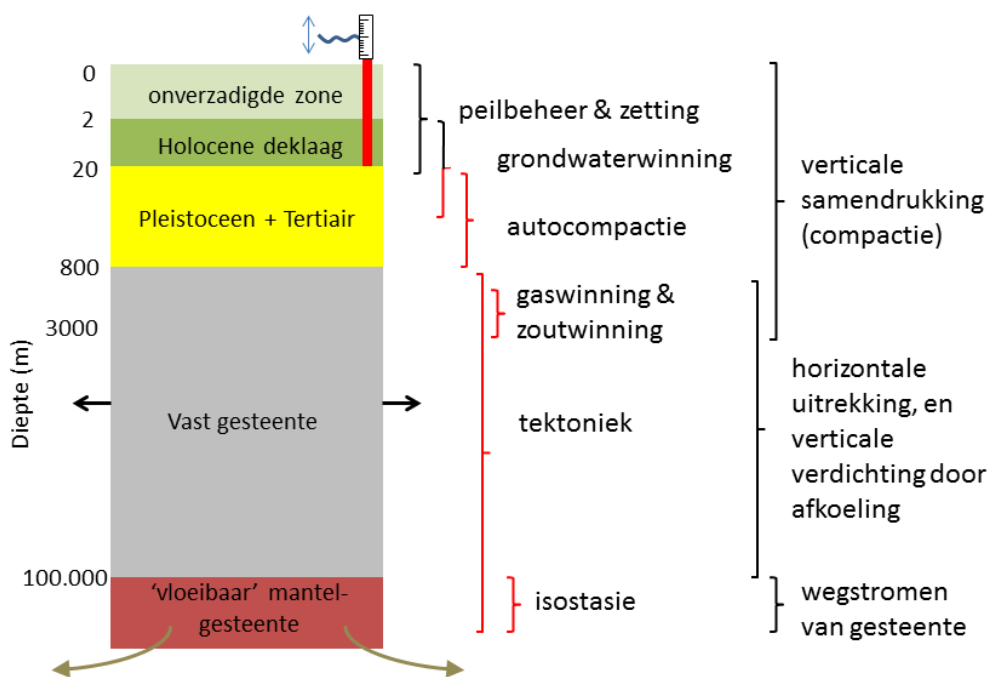 0
onverzadigde zone
2
Holocene deklaag
20
Pleistoceen + Tertiair
800
3000
Diepte (m)
Vast gesteente
100.000
‘vloeibaar’ mantel-
gesteente
peilbeheer & zetting
grondwaterwinning
autocompactie
gaswinning &
zoutwinning
tektoniek
isostasie
verticale
samendrukking
(compactie)
horizontale
uitrekking, en
verticale
verdichting door
afkoeling
wegstromen
van gesteente